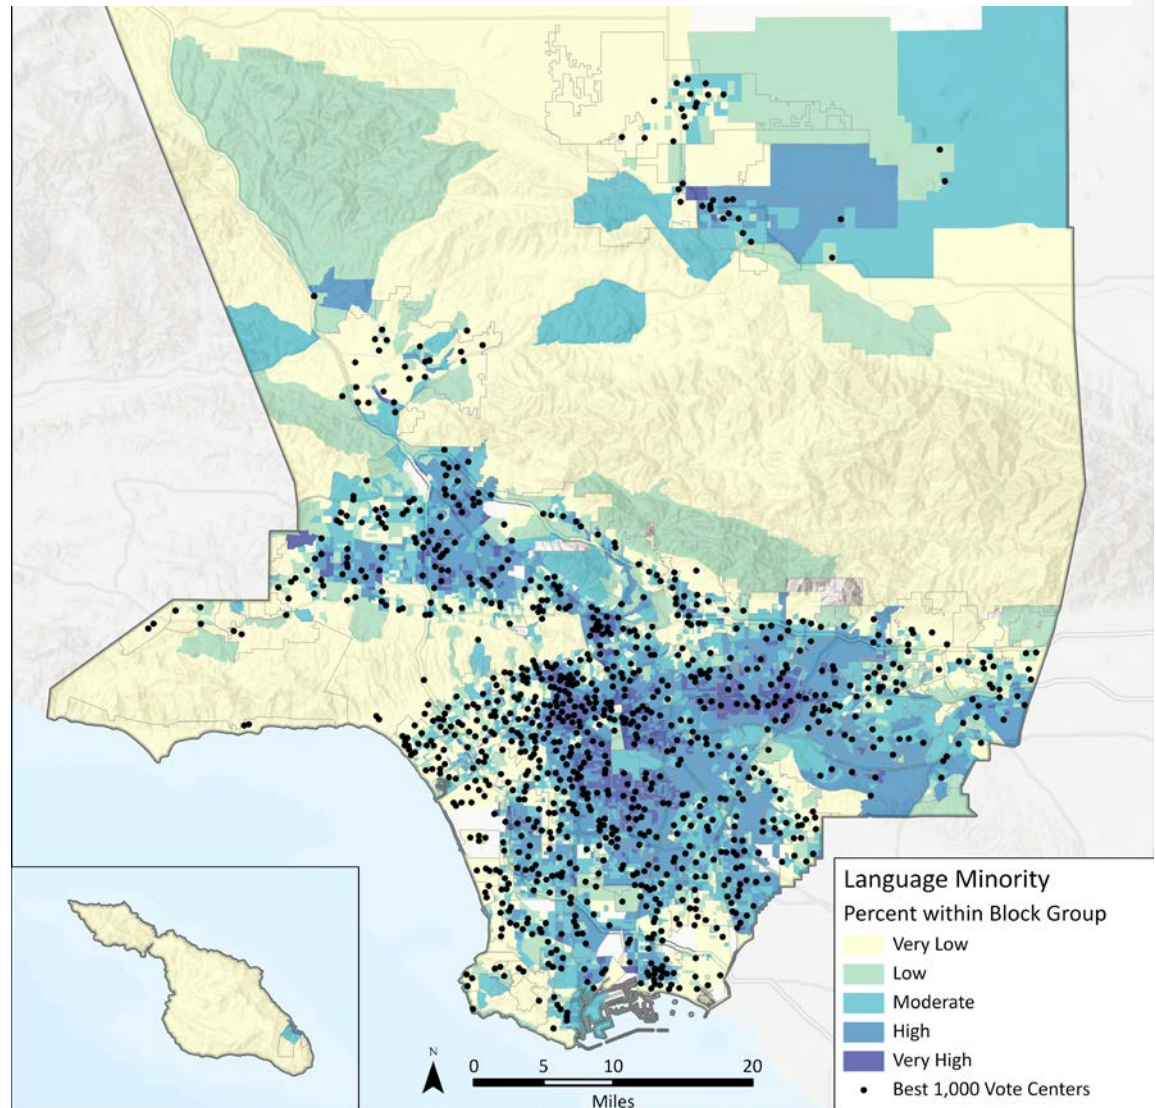 Language Minority
Percent within Block Group
Very Low
Low
Moderate
High
Very High
Best 1,000 Vote Centers
N
0 5 10 20
Miles